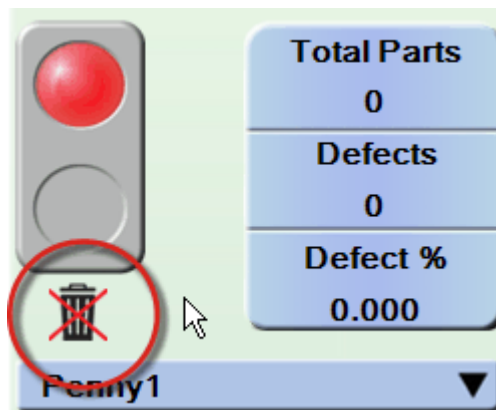 Total Parts
0
Defects
0
Defect %
0.000
Penny1